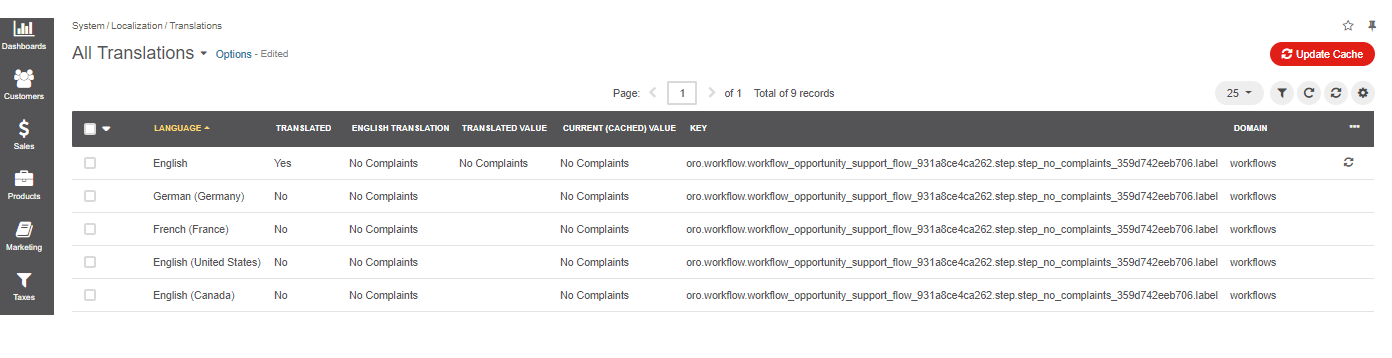 System / Localization / Translations
Dashboards
All Translations Options - Edited
Update Cache
Customers
Page: 1 of 1 Total of 9 records 25
LANGUAGE TRANSLATED ENGLISH TRANSLATION TRANSLATED VALUE CURRENT (CACHED) VALUE KEY DOMAIN
Sales
English Yes No Complaints No Complaints No Complaints oro.workflow.workflow_opportunity_support_flow_931a8ce4ca262.step.step_no_complaints_359d742eeb706.label workflows
Products
German (Germany) No No Complaints No Complaints oro.workflow.workflow_opportunity_support_flow_931a8ce4ca262.step.step_no_complaints_359d742eeb706.label workflows
French (France) No No Complaints No Complaints oro.workflow.workflow_opportunity_support_flow_931a8ce4ca262.step.step_no_complaints_359d742eeb706.label workflows
Marketing
English (United States) No No Complaints No Complaints oro.workflow.workflow_opportunity_support_flow_931a8ce4ca262.step.step_no_complaints_359d742eeb706.label workflows
English (Canada) No No Complaints No Complaints oro.workflow.workflow_opportunity_support_flow_931a8ce4ca262.step.step_no_complaints_359d742eeb706.label workflows
Taxes